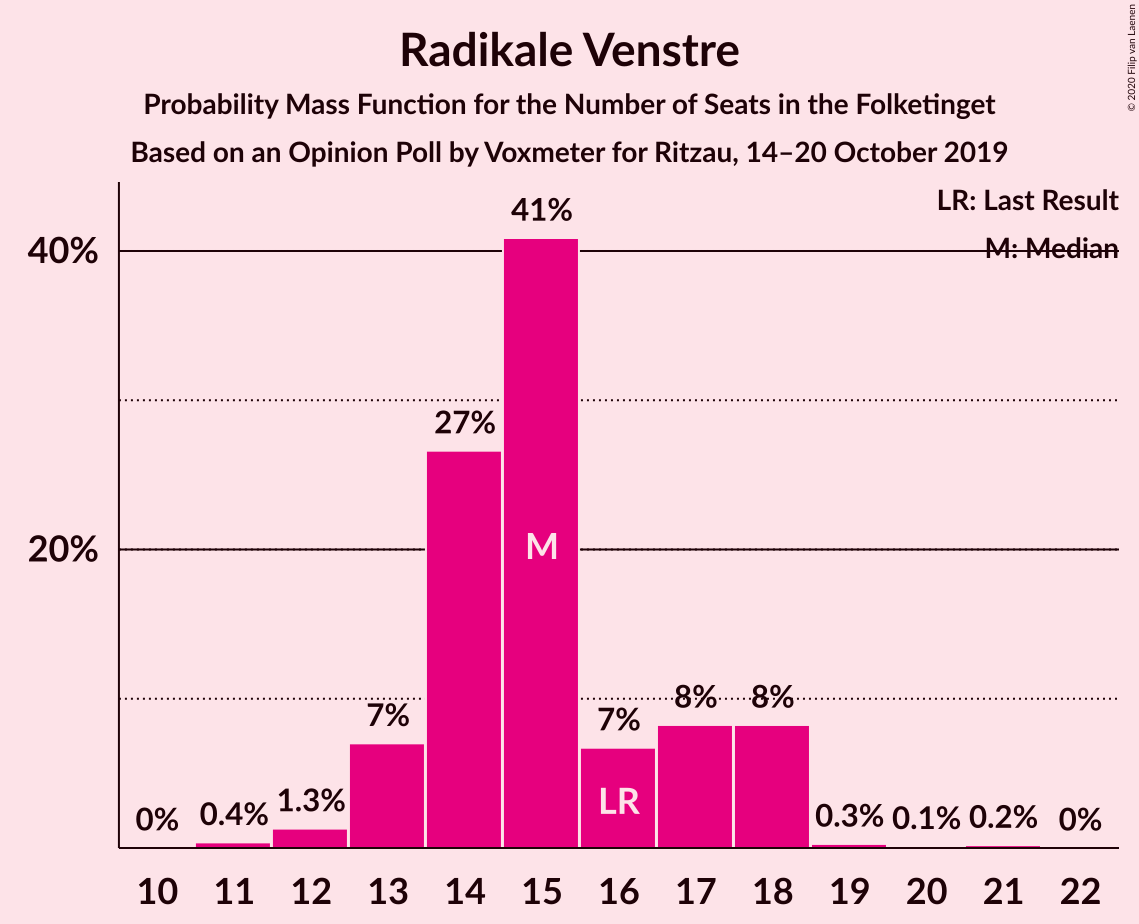 Radikale Venstre
Probability Mass Function for the Number of Seats in the Folketinget
Based on an Opinion Poll by Voxmeter for Ritzau, 14–20 October 2019
© 2020 Filip van Laenen
LR: Last Result
M: Median
40%
20%
0%
0.4%
1.3%
7%
27%
41%
7%
8%
8%
0.3%
0.1%
0.2%
0%
M
LR
10 11 12 13 14 15 16 17 18 19 20 21 22